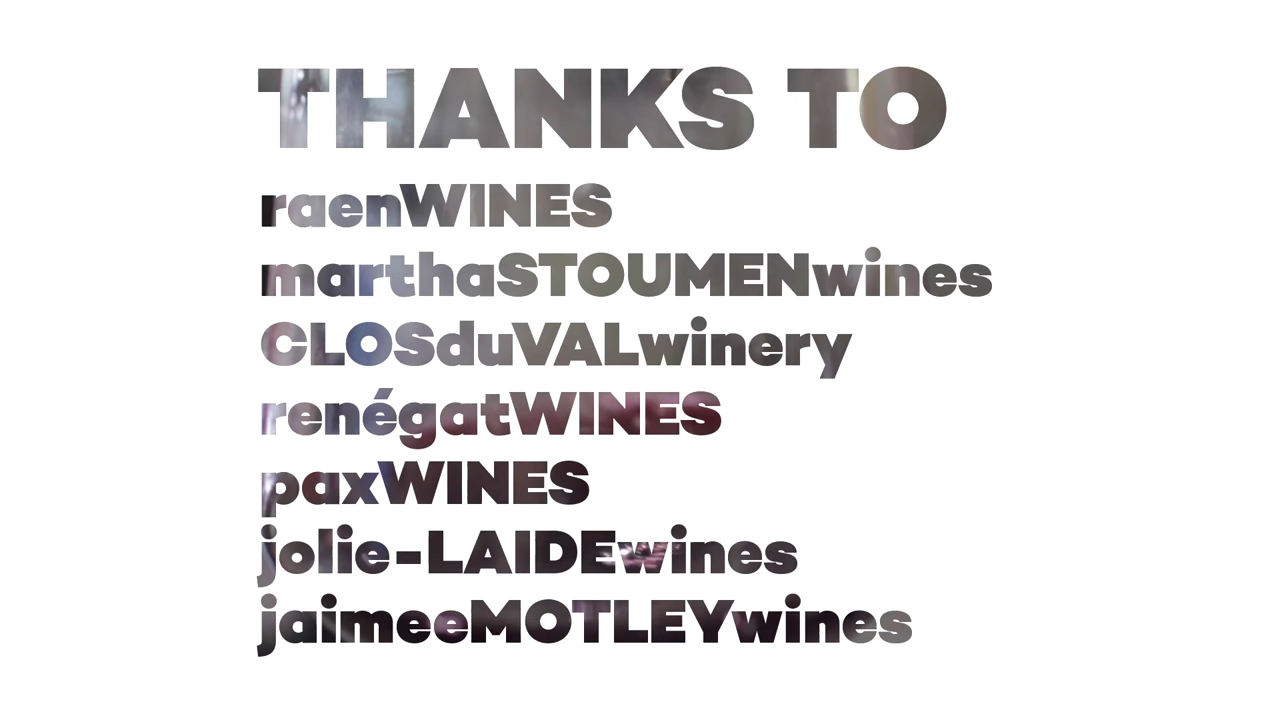 THANKS TO
raenWINES
marthaSTOUMENwines
CLOSduVALwinery
renégatWINES
paxWINES
jolie-LAIDEwines
jaimeeMOTLEYwines